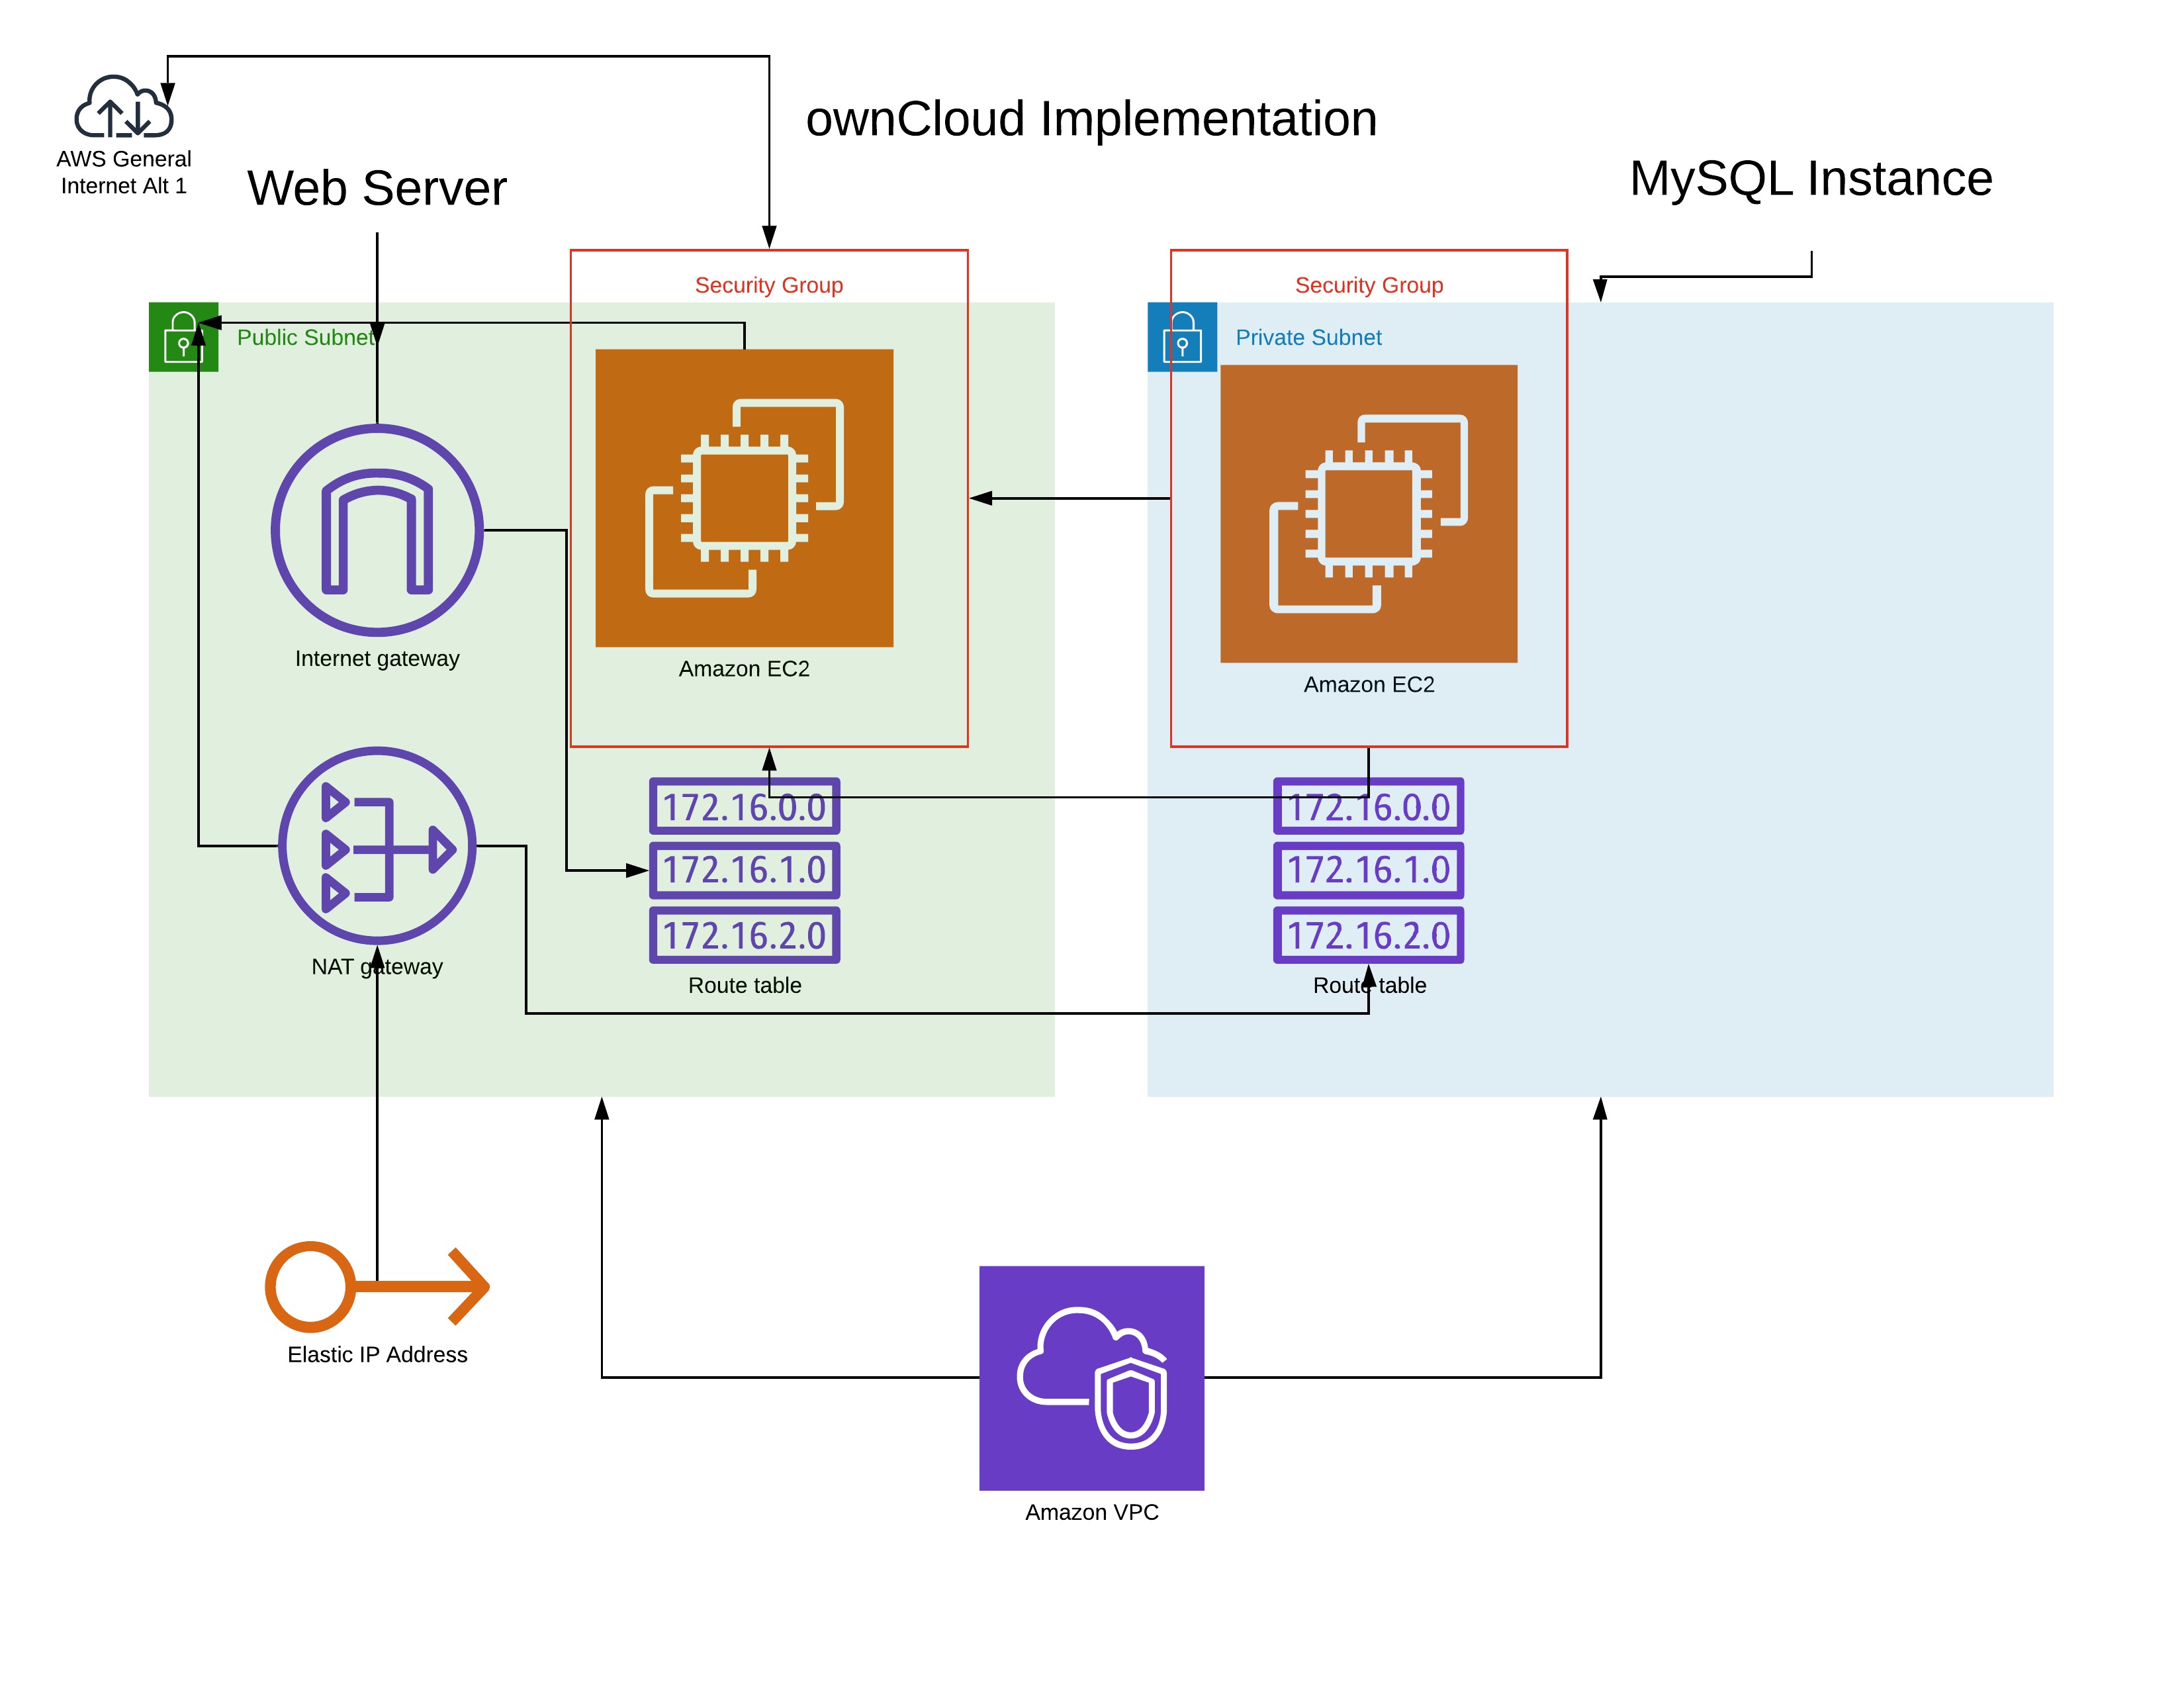 ownCloud Implementation
AWS General
Internet Alt 1
Web Server
MySQL Instance
Security Group
Security Group
Public Subnet
Private Subnet
Internet gateway
Amazon EC2
Amazon EC2
172.16.0.0
172.16.1.0
172.16.2.0
172.16.0.0
172.16.1.0
172.16.2.0
NAT gateway
Route table
Route table
Elastic IP Address
Amazon VPC